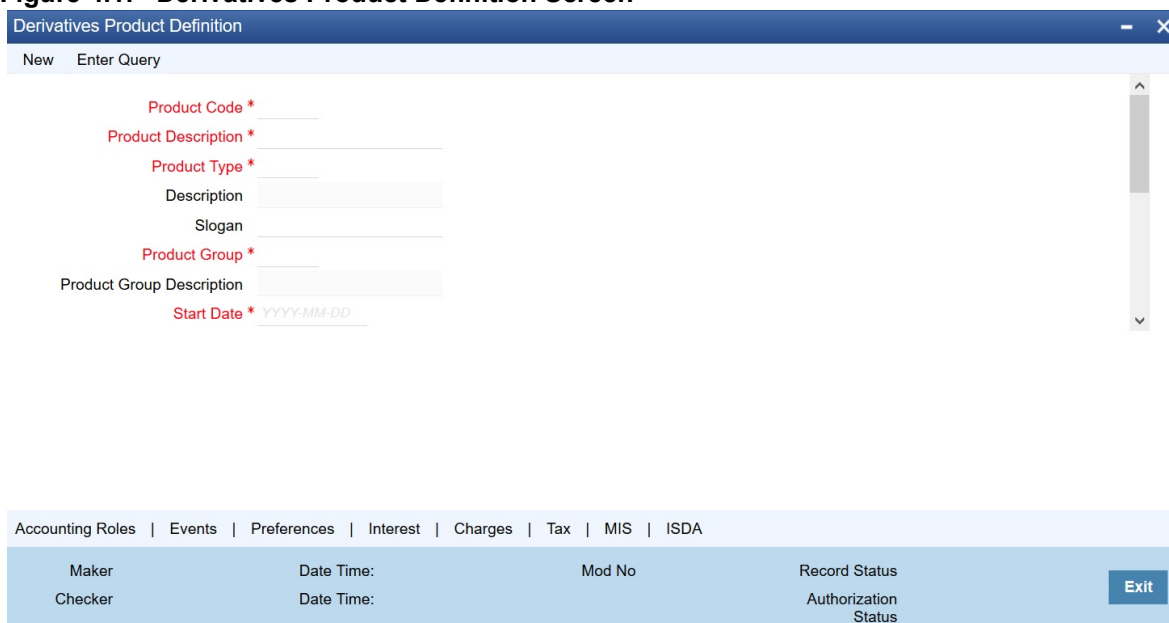 Figure 4.1: Derivatives Product Definition Screen
Derivatives Product Definition
New Enter Query
Product Code *
Product Description *
Product Type *
Description
Slogan
Product Group *
Product Group Description
Start Date * YYYY-MM-DD
Accounting Roles | Events | Preferences | Interest | Charges | Tax | MIS | ISDA
Maker Date Time: Mod No Record Status
Checker Date Time: Authorization
Status
Exit